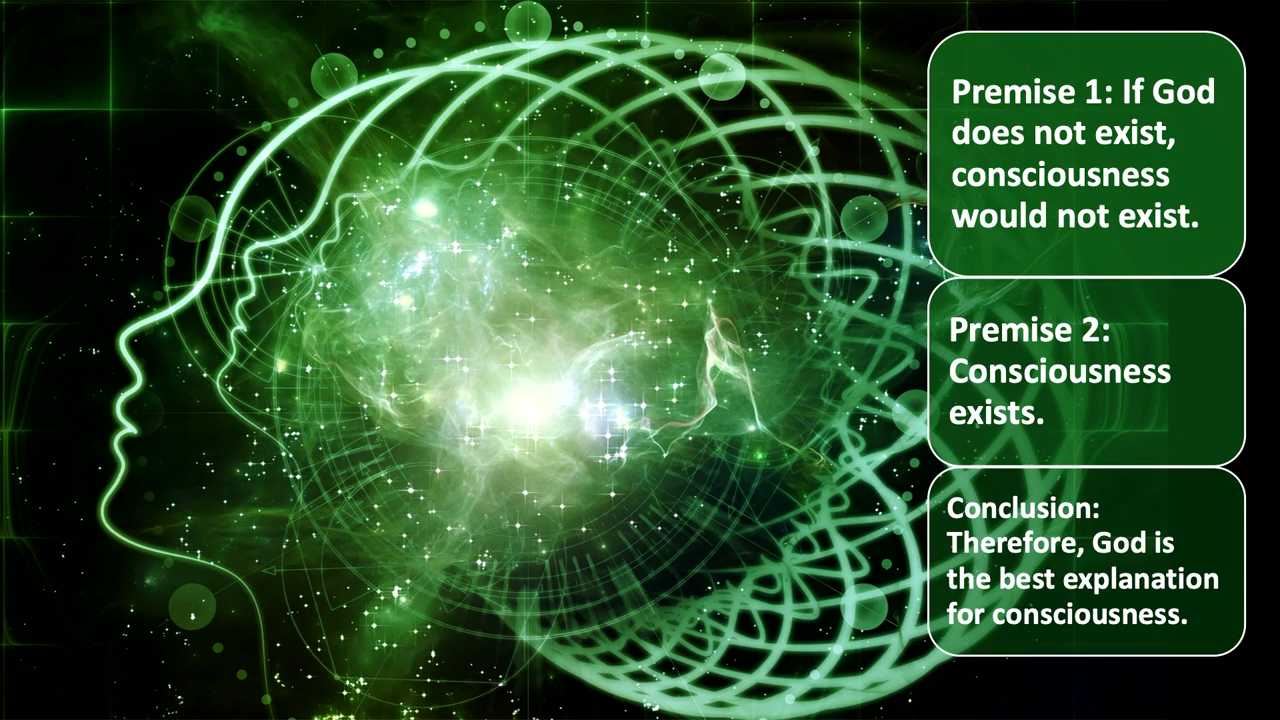 Premise 1: If God
does not exist,
consciousness
would not exist.
Premise 2:
Consciousness
exists.
Conclusion:
Therefore, God is
the best explanation
for consciousness.